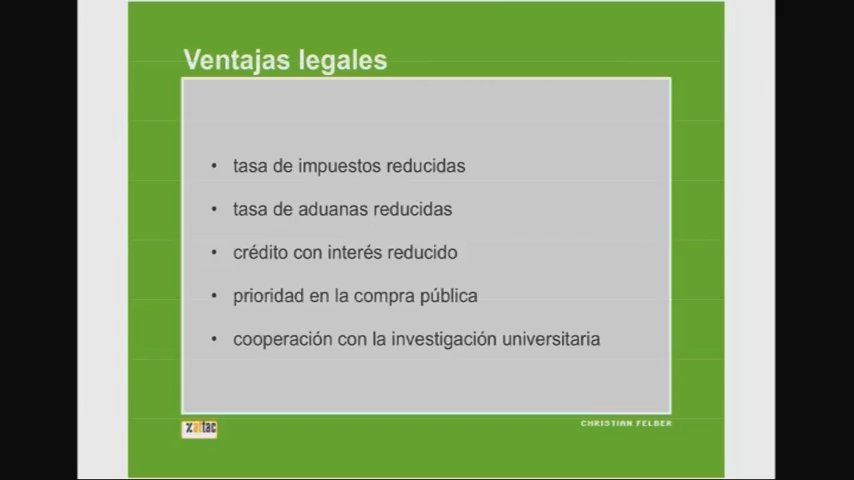 Ventajas legales
• tasa de impuestos reducidas
• tasa de aduanas reducidas
• crédito con interés reducido
• prioridad en la compra pública
• cooperación con la investigación universitaria
attac
CHRISTIAN FELBER